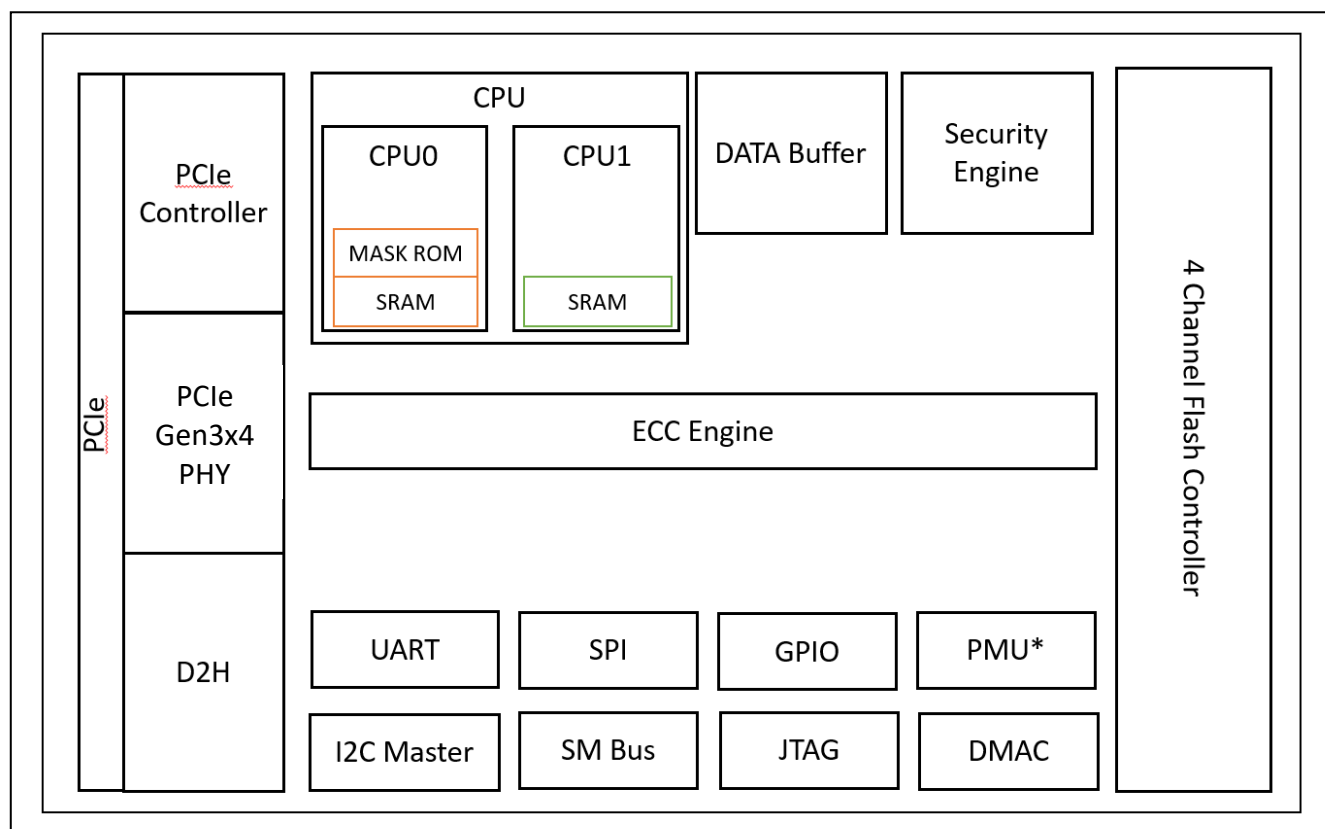 PCIe
PCIe
Controller
PCIe
Gen3x4
PHY
D2H
CPU
CPU0
MASK ROM
SRAM
CPU1
SRAM
DATA Buffer
Security
Engine
ECC Engine
UART
SPI
GPIO
PMU*
I2C Master
SM Bus
JTAG
DMAC
4 Channel Flash Controller